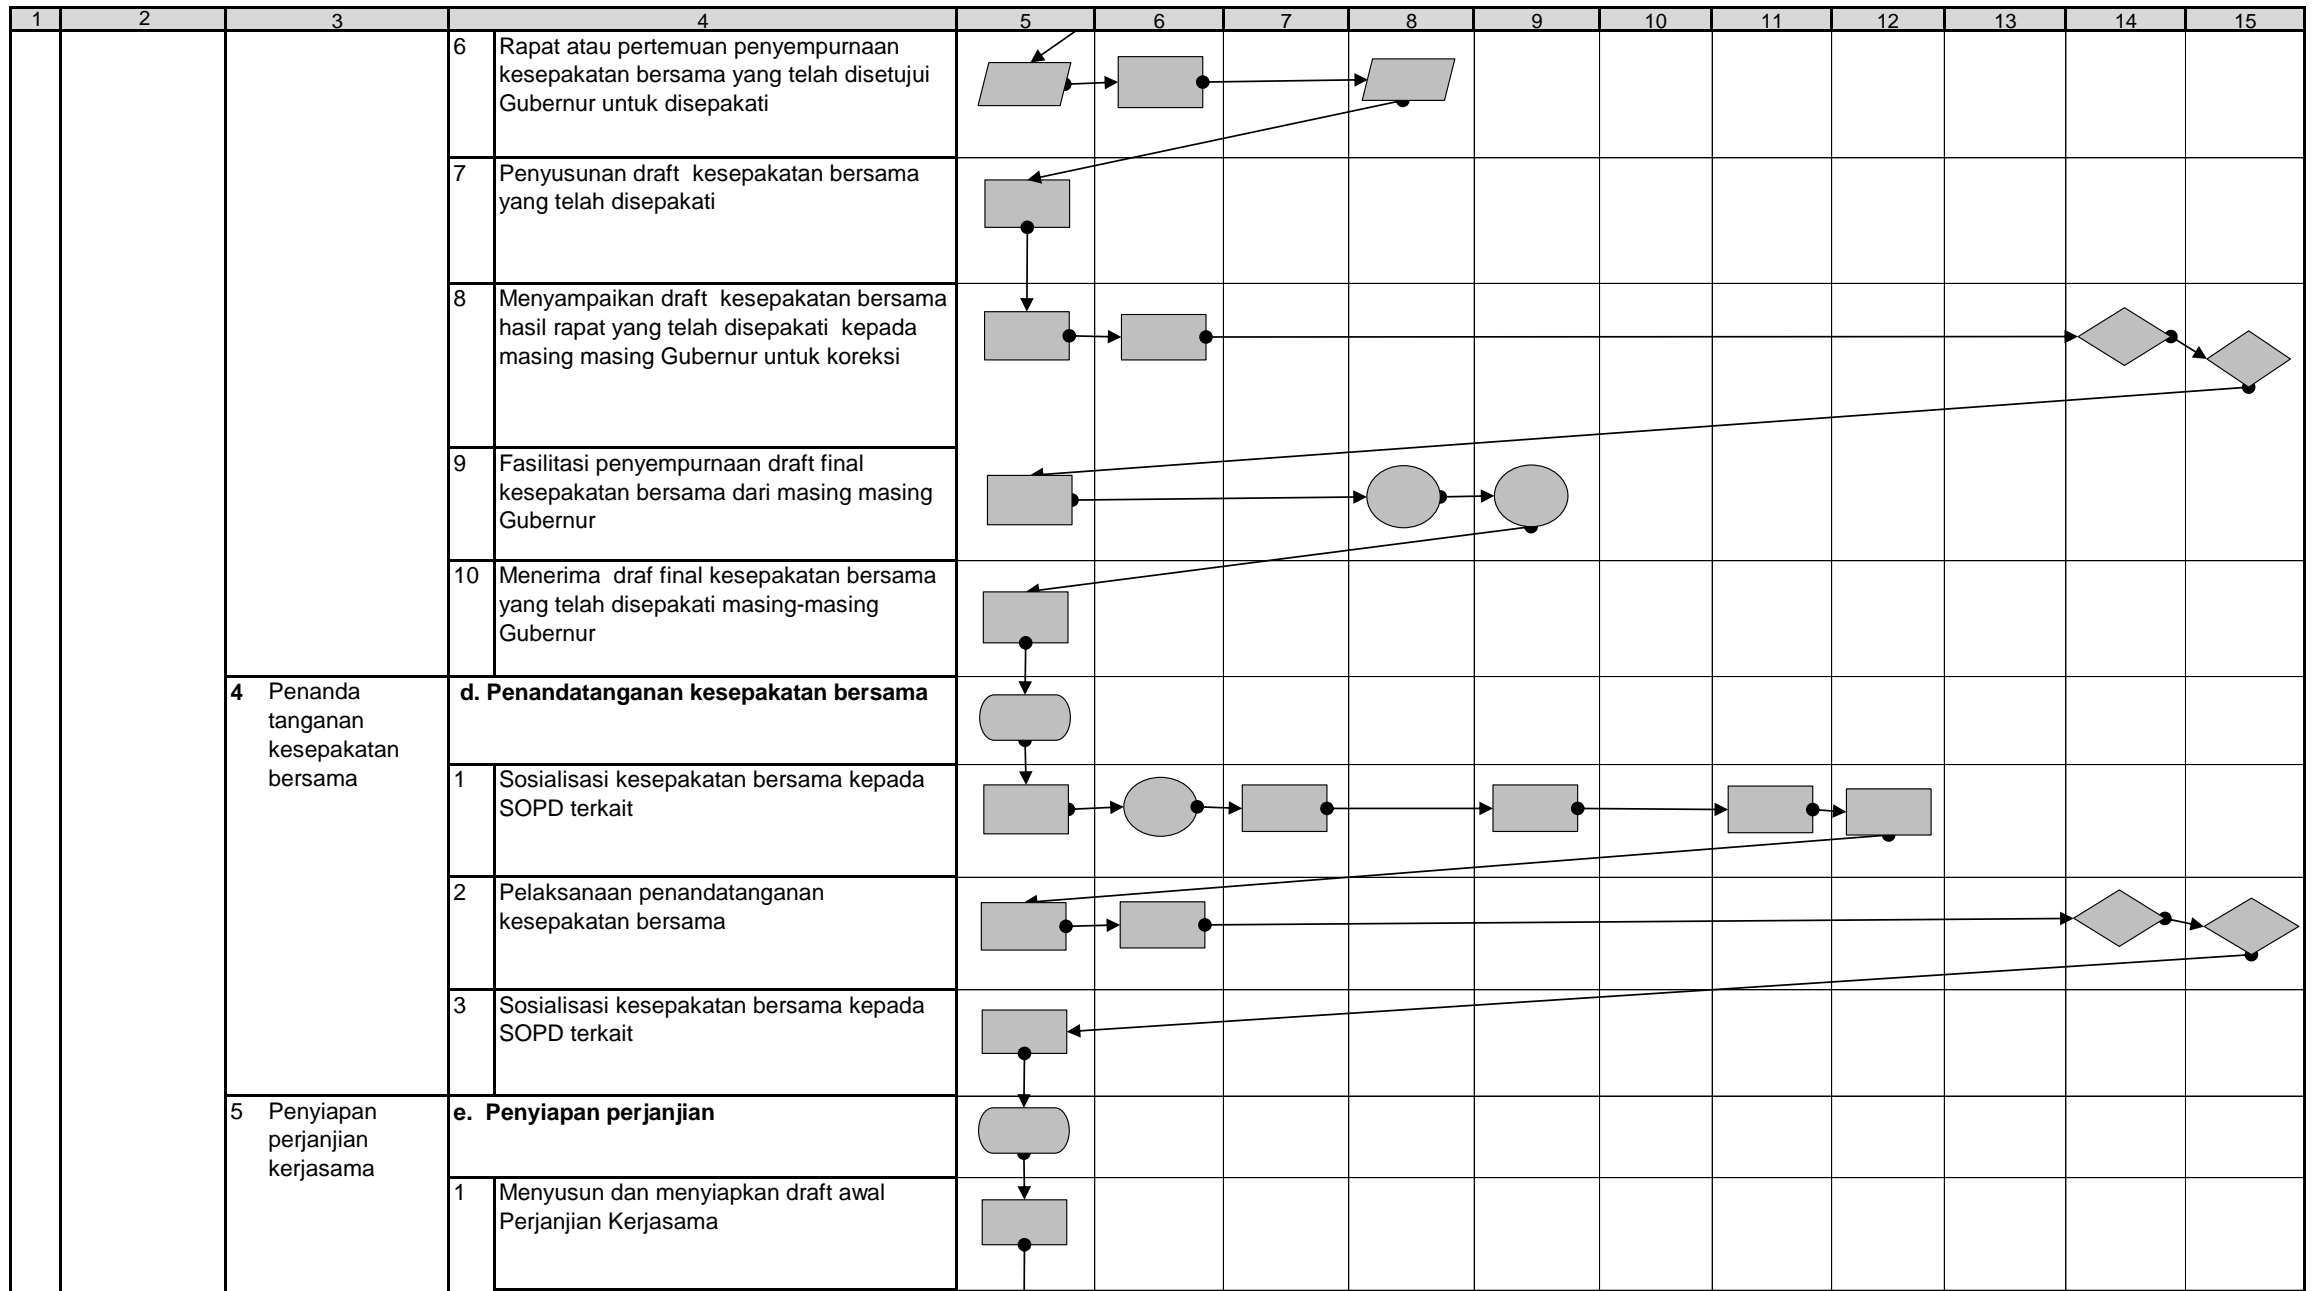 1 2 3 4 5 6 7 8 9 10 11 12 13 14 15
6 Rapat atau pertemuan penyempurnaan
kesepakatan bersama yang telah disetujui
Gubernur untuk disepakati
7 Penyusunan draft  kesepakatan bersama
yang telah disepakati
8 Menyampaikan draft  kesepakatan bersama
hasil rapat yang telah disepakati  kepada
masing masing Gubernur untuk koreksi
9 Fasilitasi penyempurnaan draft final
kesepakatan bersama dari masing masing
Gubernur
10 Menerima  draf final kesepakatan bersama
yang telah disepakati masing-masing
Gubernur
4 Penanda
tanganan
kesepakatan
bersama
d. Penandatanganan kesepakatan bersama
1 Sosialisasi kesepakatan bersama kepada
SOPD terkait
2 Pelaksanaan penandatanganan
kesepakatan bersama
3 Sosialisasi kesepakatan bersama kepada
SOPD terkait
5 Penyiapan
perjanjian
kerjasama
e.  Penyiapan perjanjian
1 Menyusun dan menyiapkan draft awal
Perjanjian Kerjasama